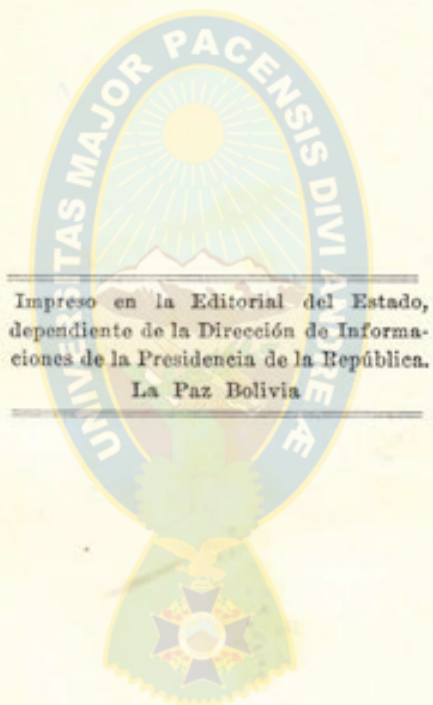 UNIVERSITAS MAJOR PACENSIS DIVI ANDREÆ
Impreso en la Editorial del Estado,
dependiente de la Dirección de Informa-
ciones de la Presidencia de la República.
La Paz Bolivia